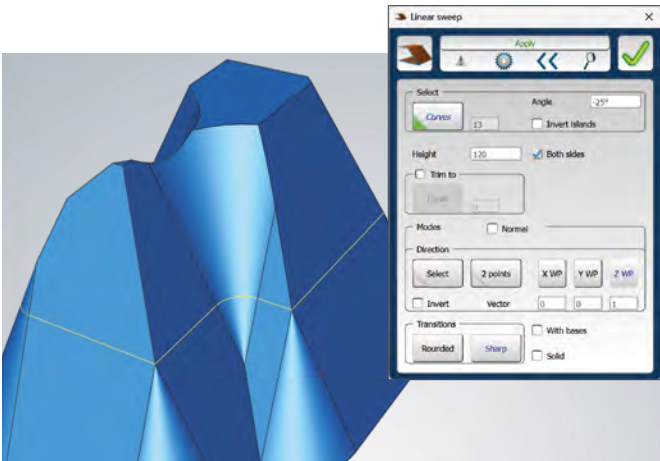 Linear sweep
Apply
Select
Curves
13
Angle
-25°
Invert islands
Height
120
Both sides
Trim to
0
Modes
Normal
Direction
Select
2 points
X WP
Y WP
Z WP
Invert
Vector
0
0
1
Transitions
Rounded
Sharp
With bases
Solid